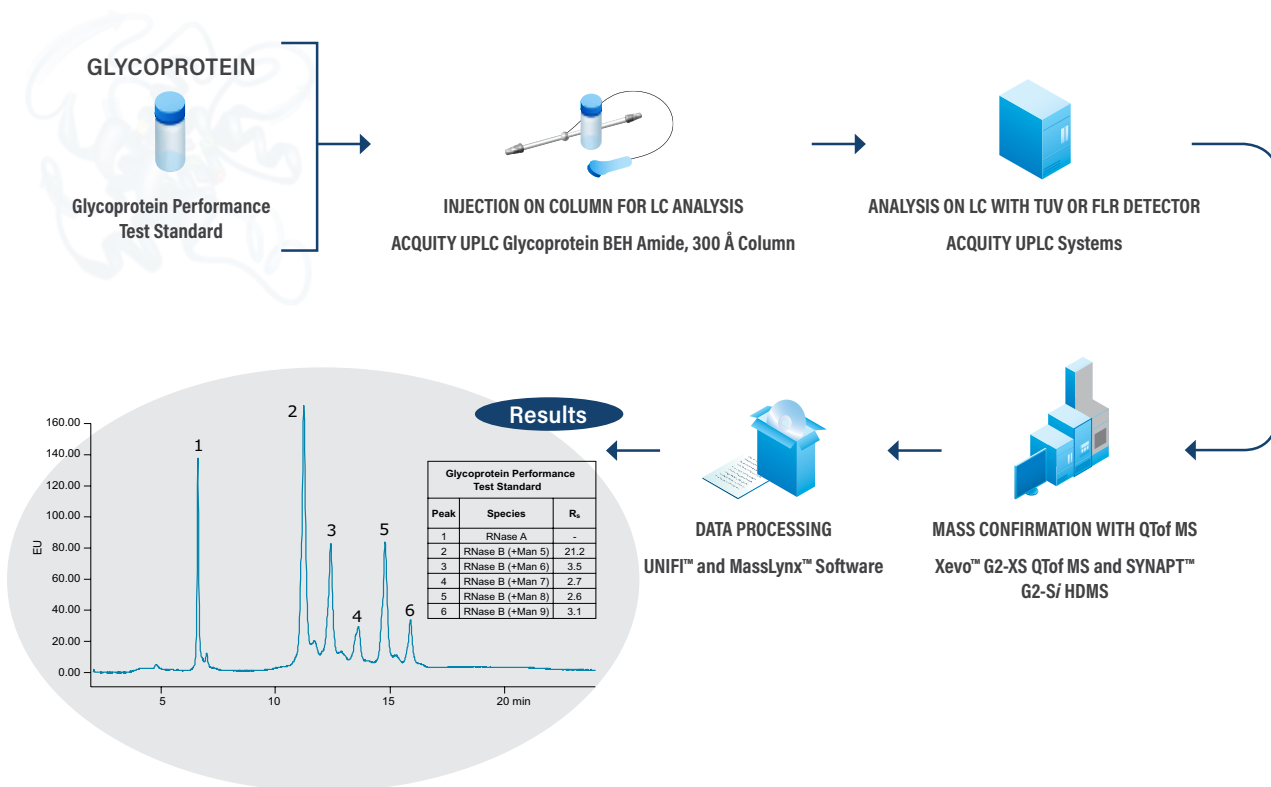 GLYCOPROTEIN
Glycoprotein Performance
Test Standard
INJECTION ON COLUMN FOR LC ANALYSIS
ACQUITY UPLC Glycoprotein BEH Amide, 300 Å Column
ANALYSIS ON LC WITH TUV OR FLR DETECTOR
ACQUITY UPLC Systems
MASS CONFIRMATION WITH QTof MS
Xevo™ G2-XS QTof MS and SYNAPT™
G2-Si HDMS
DATA PROCESSING
UNIFI™ and MassLynx™ Software
Results
160.00
140.00
120.00
100.00
80.00
60.00
40.00
20.00
0.00
EU
5
10
15
20 min
1
2
3
4
5
6
Glycoprotein Performance
Test Standard
Peak Species Rs
1 RNase A -
2 RNase B (+Man 5) 21.2
3 RNase B (+Man 6) 3.5
4 RNase B (+Man 7) 2.7
5 RNase B (+Man 8) 2.6
6 RNase B (+Man 9) 3.1